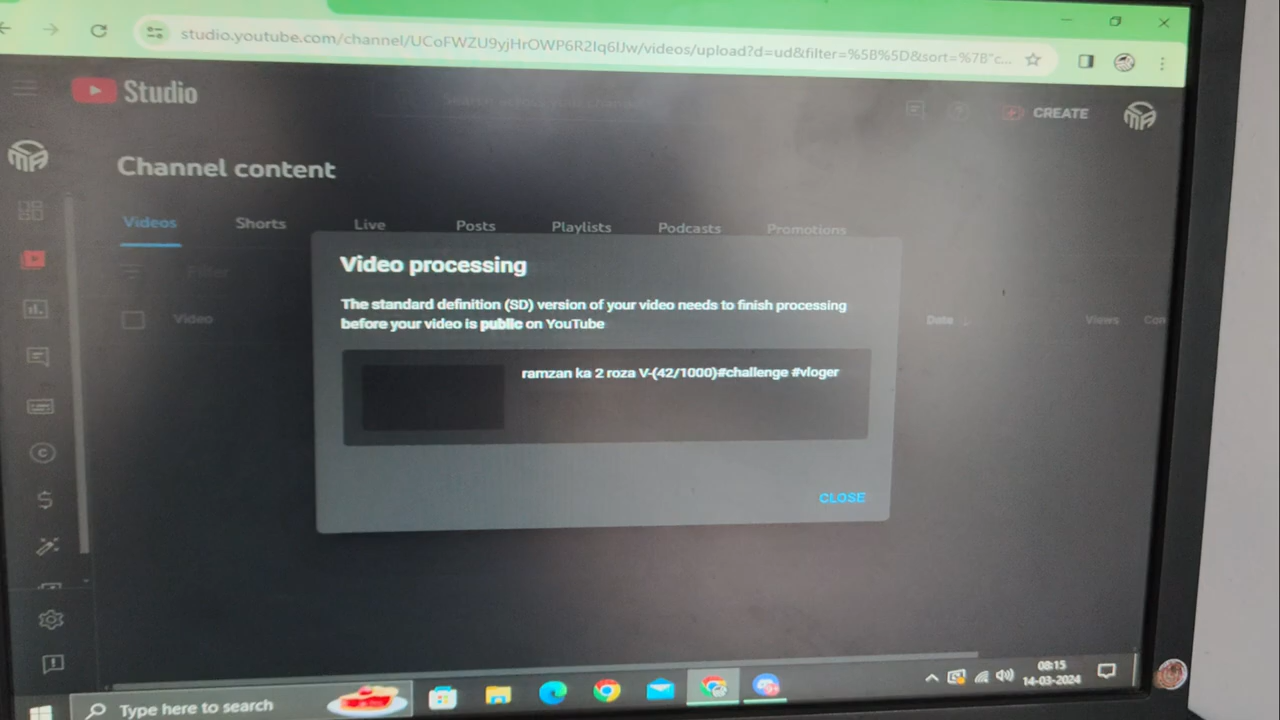 studio.youtube.com/channel/UCoFWZU9yjHrOWP6R2Iq6lJw/videos/upload?d=ud&filter=%5B%5D&sort=%7B"c...
Studio
CREATE
Channel content
Videos Shorts Live Posts Playlists Podcasts Promotions
Filter
Video Date Views Con
Video processing
The standard definition (SD) version of your video needs to finish processing
before your video is public on YouTube
ramzan ka 2 roza V-(42/1000)#challenge #vloger
CLOSE
Type here to search
08:15
14-03-2024